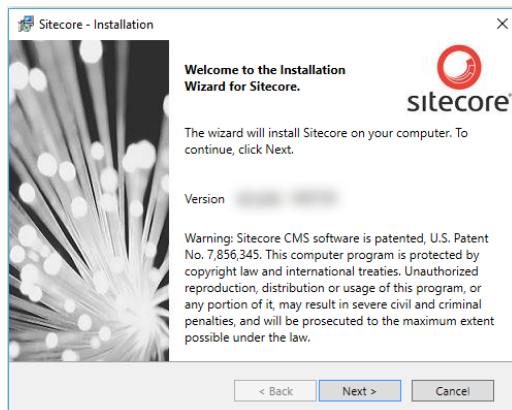 Sitecore - Installation
Welcome to the Installation
Wizard for Sitecore.
sitecore
The wizard will install Sitecore on your computer. To
continue, click Next.
Version
Warning: Sitecore CMS software is patented, U.S. Patent
No. 7,856,345. This computer program is protected by
copyright law and international treaties. Unauthorized
reproduction, distribution or usage of this program, or
any portion of it, may result in severe civil and criminal
penalties, and will be prosecuted to the maximum extent
possible under the law.
< Back Next > Cancel